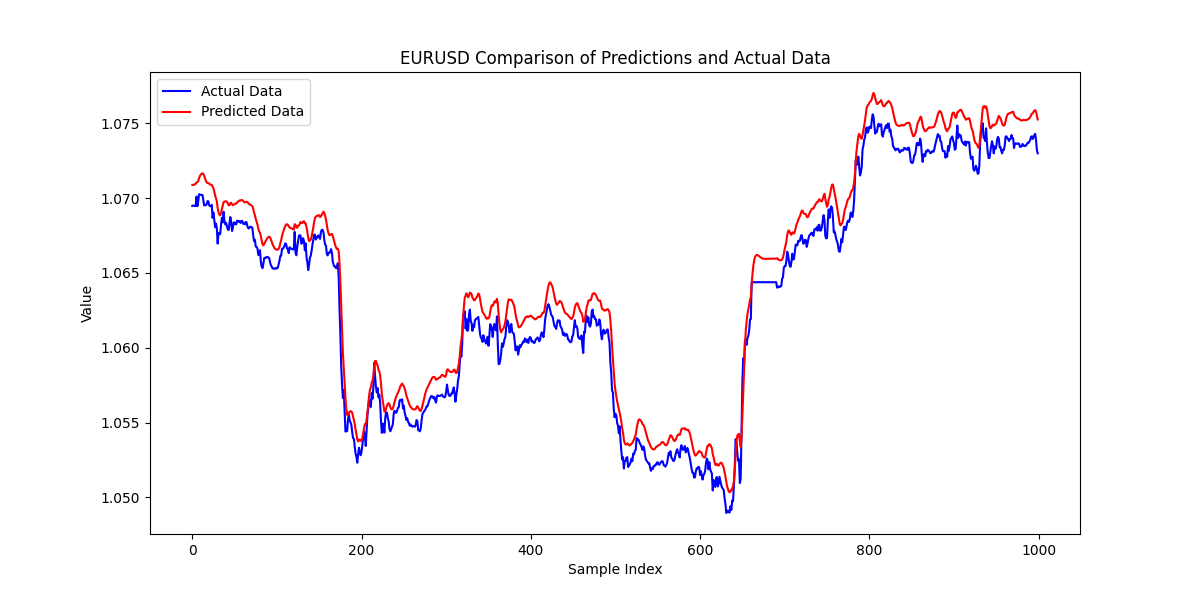 EURUSD Comparison of Predictions and Actual Data
Actual Data
Predicted Data
1.075
1.070
1.065
1.060
1.055
1.050
Value
0
200
400
600
800
1000
Sample Index